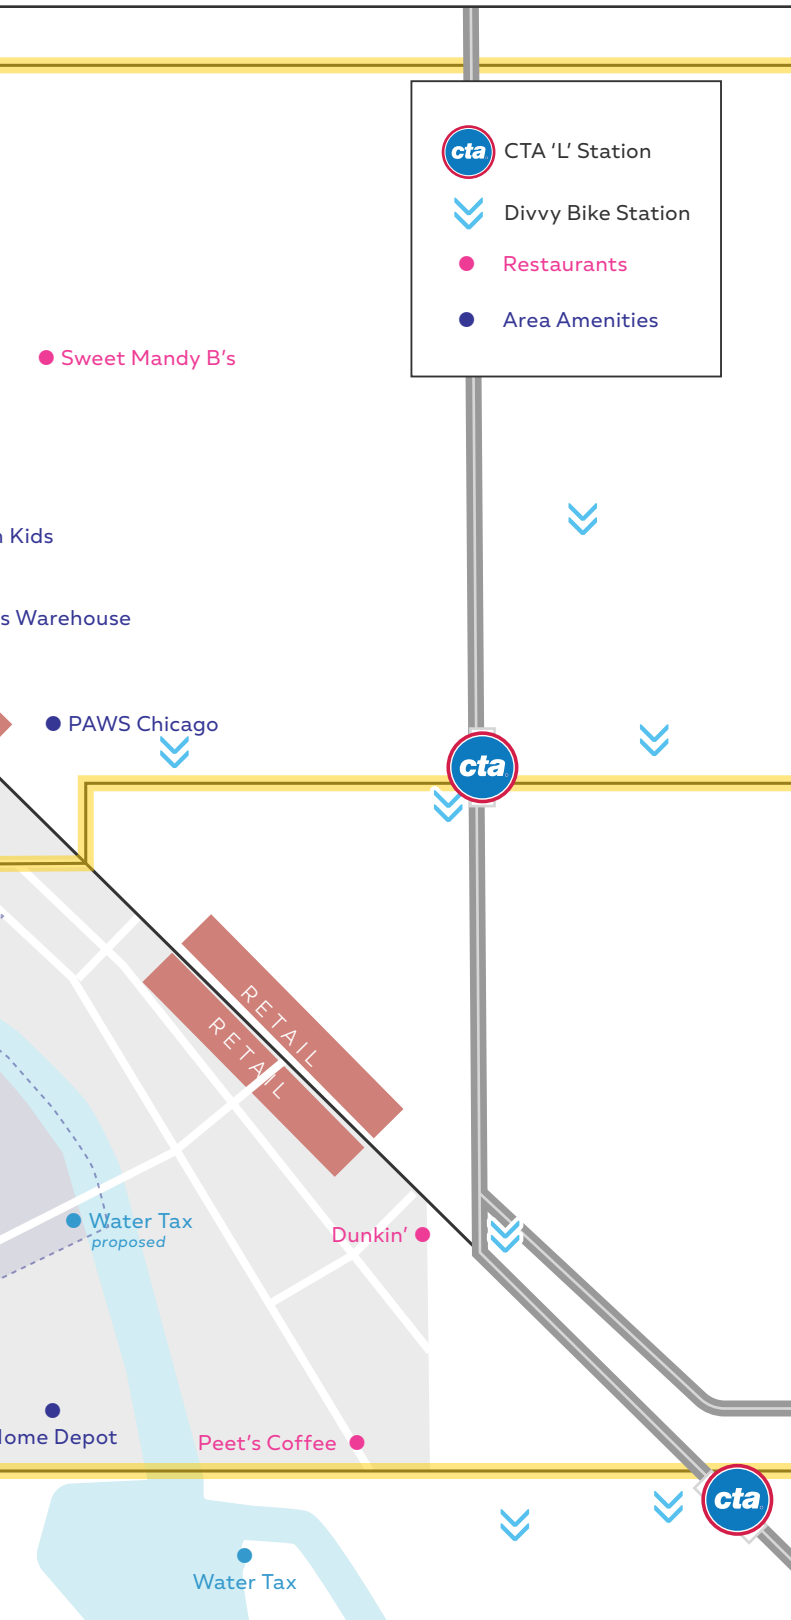 cta
CTA ‘L’ Station
Divvy Bike Station
Restaurants
Area Amenities
Sweet Mandy B’s
Kids
s Warehouse
PAWS Chicago
cta
RETAIL
RETAIL
Water Tax
proposed
Dunkin’
ome Depot
Peet’s Coffee
cta
Water Tax